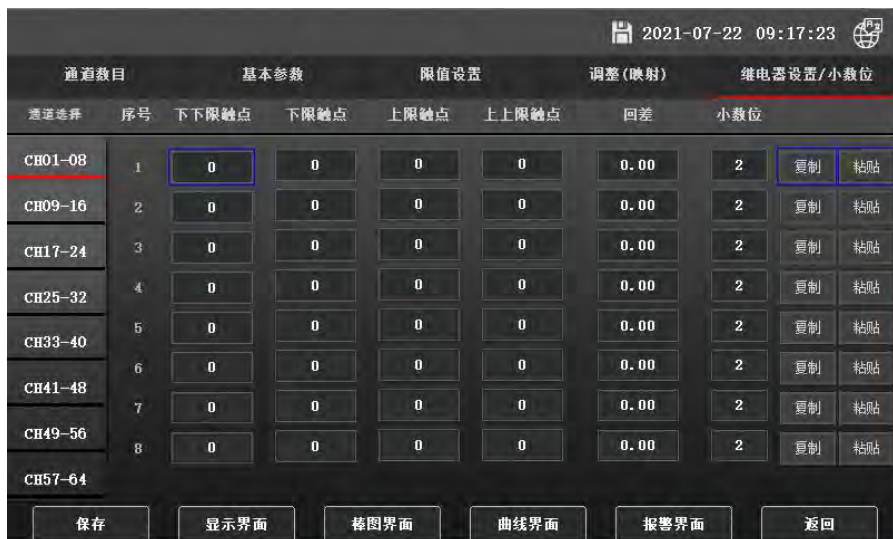 2021-07-22 09:17:23
通道数目 基本参数 限值设置 调整(映射) 继电器设置/小数位
通道选择 序号 下下限触点 下限触点 上限触点 上上限触点 回差 小数位
CH01-08 1 0 0 0 0 0.00 2 复制 粘贴
CH09-16 2 0 0 0 0 0.00 2 复制 粘贴
CH17-24 3 0 0 0 0 0.00 2 复制 粘贴
CH25-32 4 0 0 0 0 0.00 2 复制 粘贴
CH33-40 5 0 0 0 0 0.00 2 复制 粘贴
CH41-48 6 0 0 0 0 0.00 2 复制 粘贴
CH49-56 7 0 0 0 0 0.00 2 复制 粘贴
CH57-64 8 0 0 0 0 0.00 2 复制 粘贴
保存 显示界面 棒图界面 曲线界面 报警界面 返回